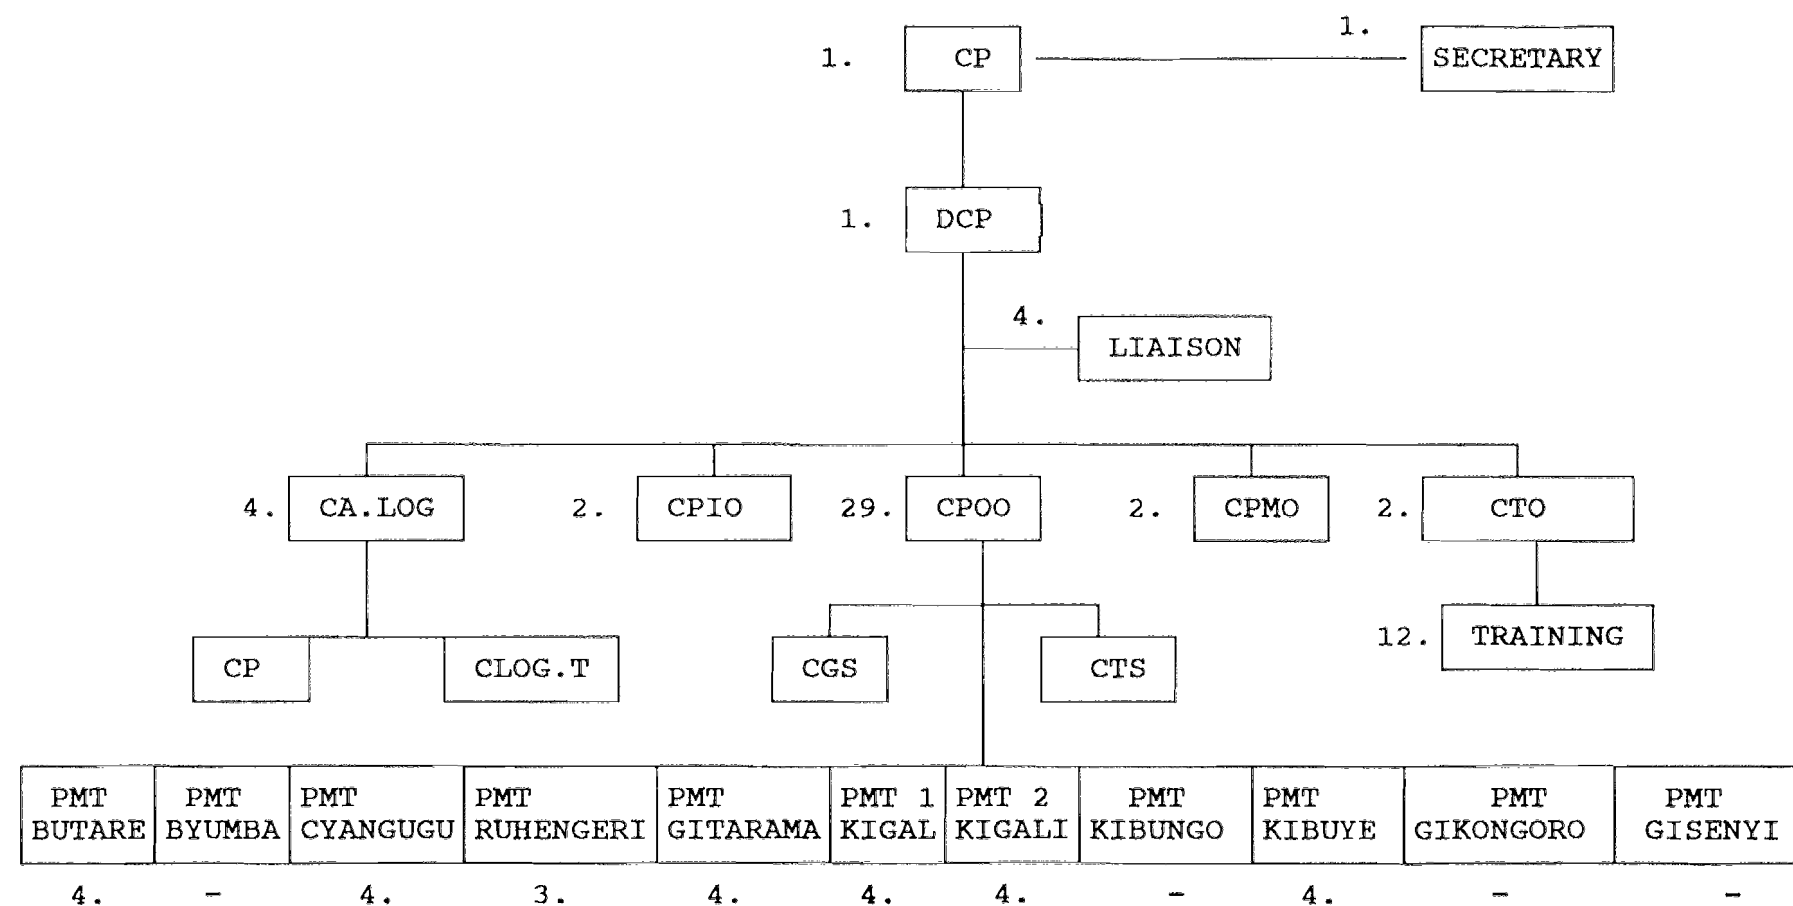 1.
1. CP SECRETARY
1. DCP
4.
LIAISON
4. CA.LOG 2. CPIO 29. CPOO 2. CPMO 2. CTO
12. TRAINING
CP CLOG.T CGS CTS
PMT PMT PMT PMT PMT PMT 1 PMT 2 PMT PMT PMT PMT
BUTARE BYUMBA CYANGUGU RUHENGERI GITARAMA KIGAL KIGALI KIBUNGO KIBUYE GIKONGORO GISENYI
4. - 4. 3. 4. 4. 4. - 4. - -